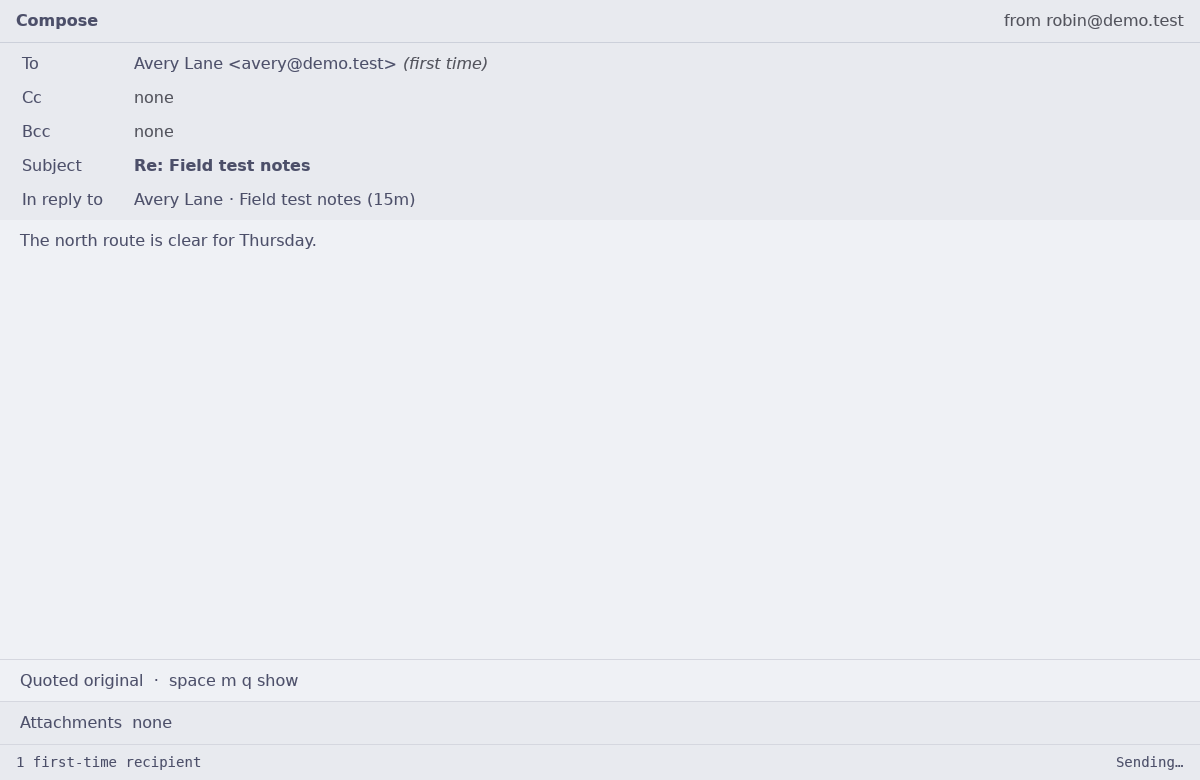 Compose from robin@demo.test
To Avery Lane <avery@demo.test> (first time)
Cc none
Bcc none
Subject Re: Field test notes
In reply to Avery Lane · Field test notes (15m)
The north route is clear for Thursday.
Quoted original · space m q show
Attachments none
1 first-time recipient Sending…